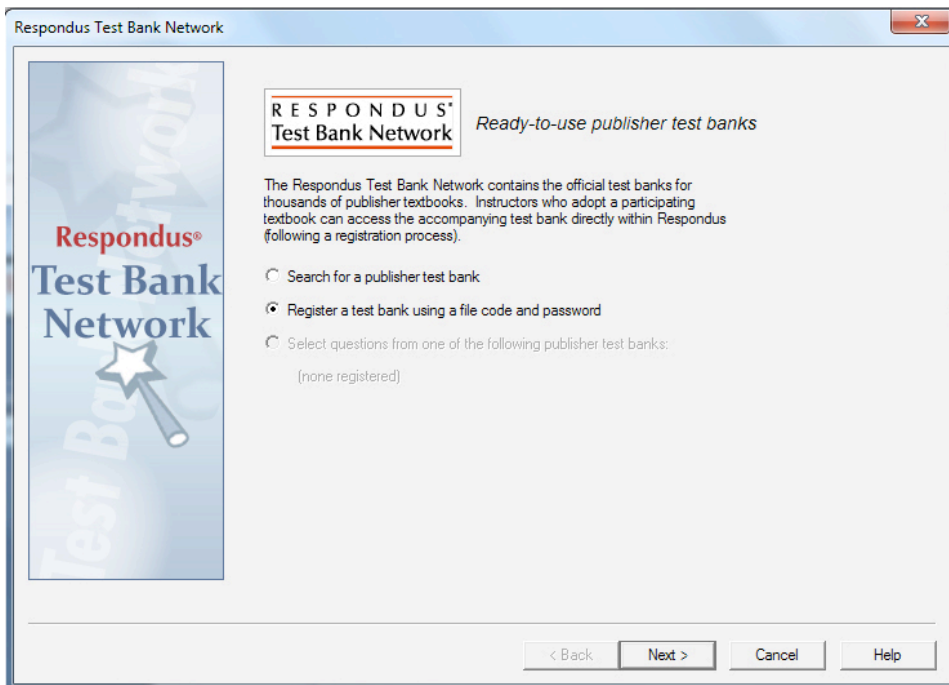 Respondus Test Bank Network
RESPONDUS®
Test Bank Network
Ready-to-use publisher test banks
The Respondus Test Bank Network contains the official test banks for
thousands of publisher textbooks. Instructors who adopt a participating
textbook can access the accompanying test bank directly within Respondus
(following a registration process).
Respondus®
Test Bank
Network
Test Bank Network
Search for a publisher test bank
Register a test bank using a file code and password
Select questions from one of the following publisher test banks:
(none registered)
< Back
Next >
Cancel
Help